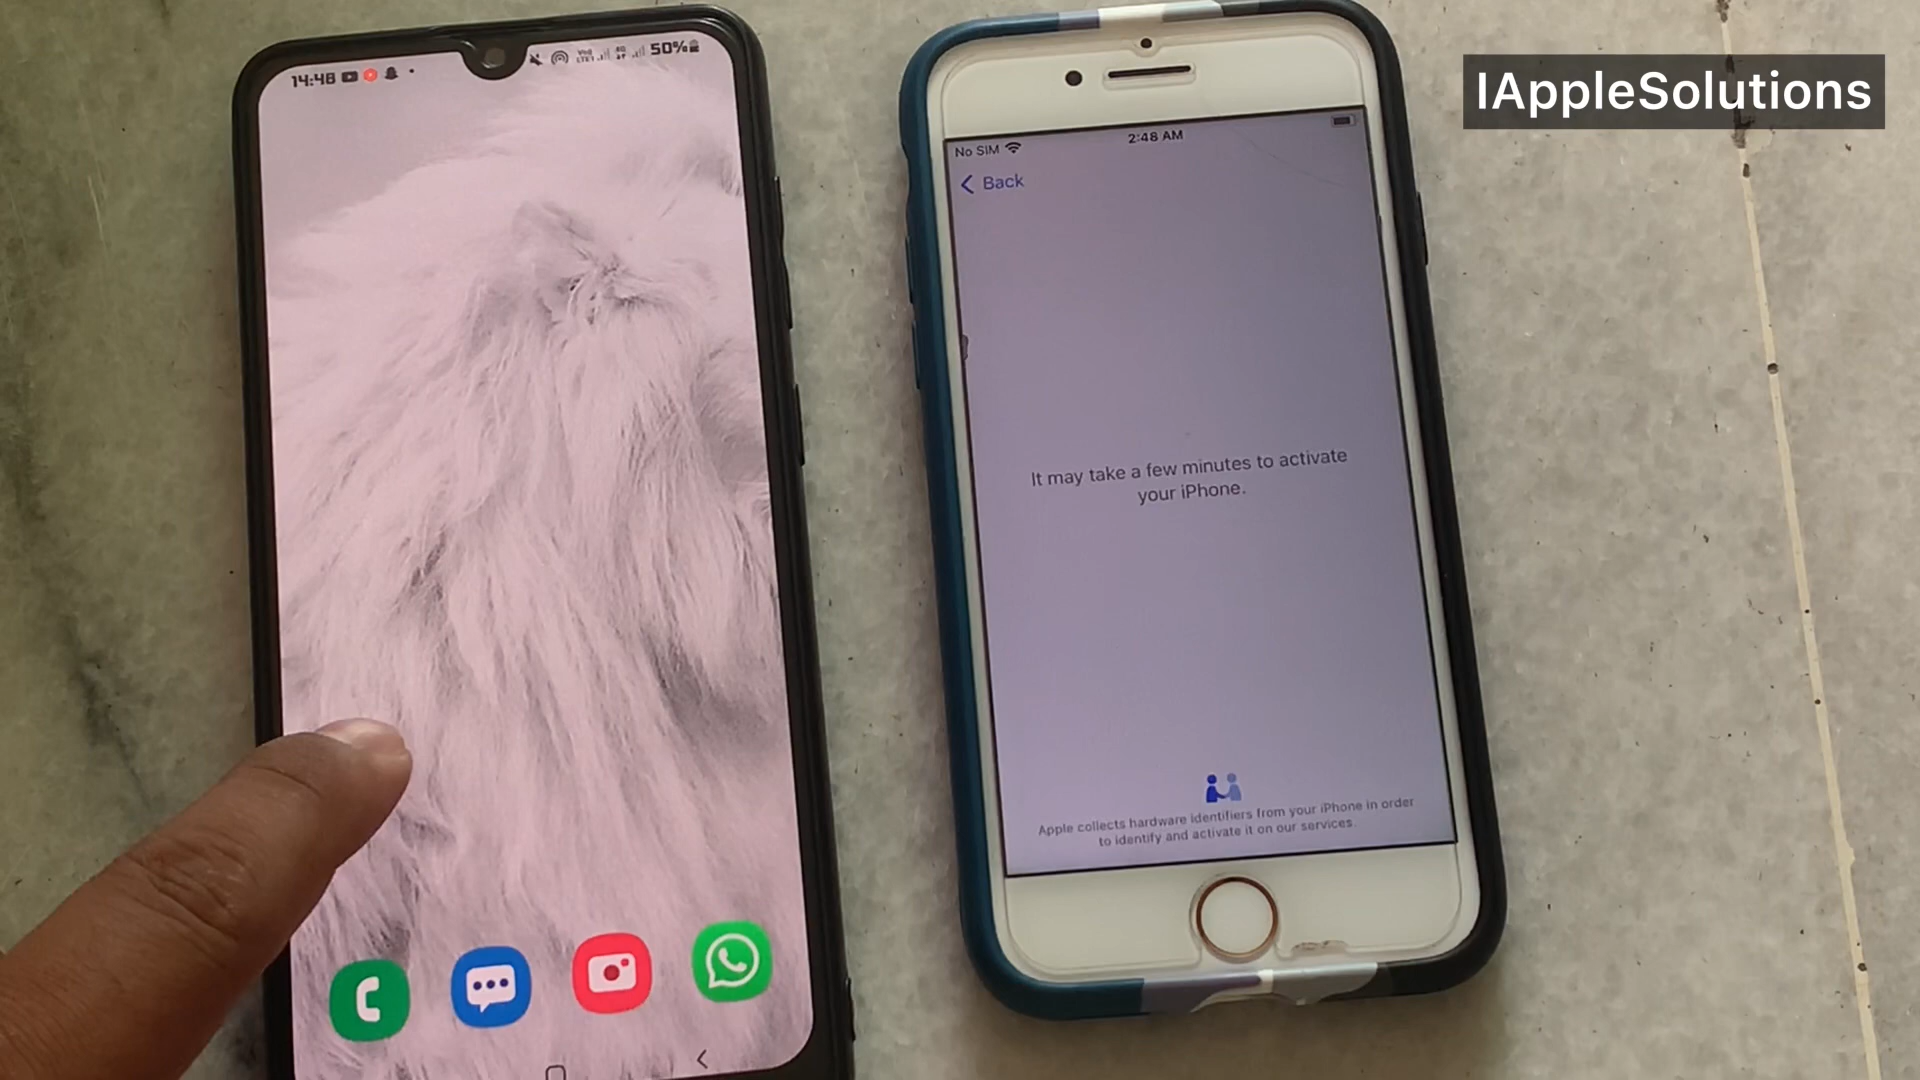 IAppleSolutions
14:48
50%
No SIM
2:48 AM
Back
It may take a few minutes to activate
your iPhone.
Apple collects hardware identifiers from your iPhone in order
to identify and activate it on our services.